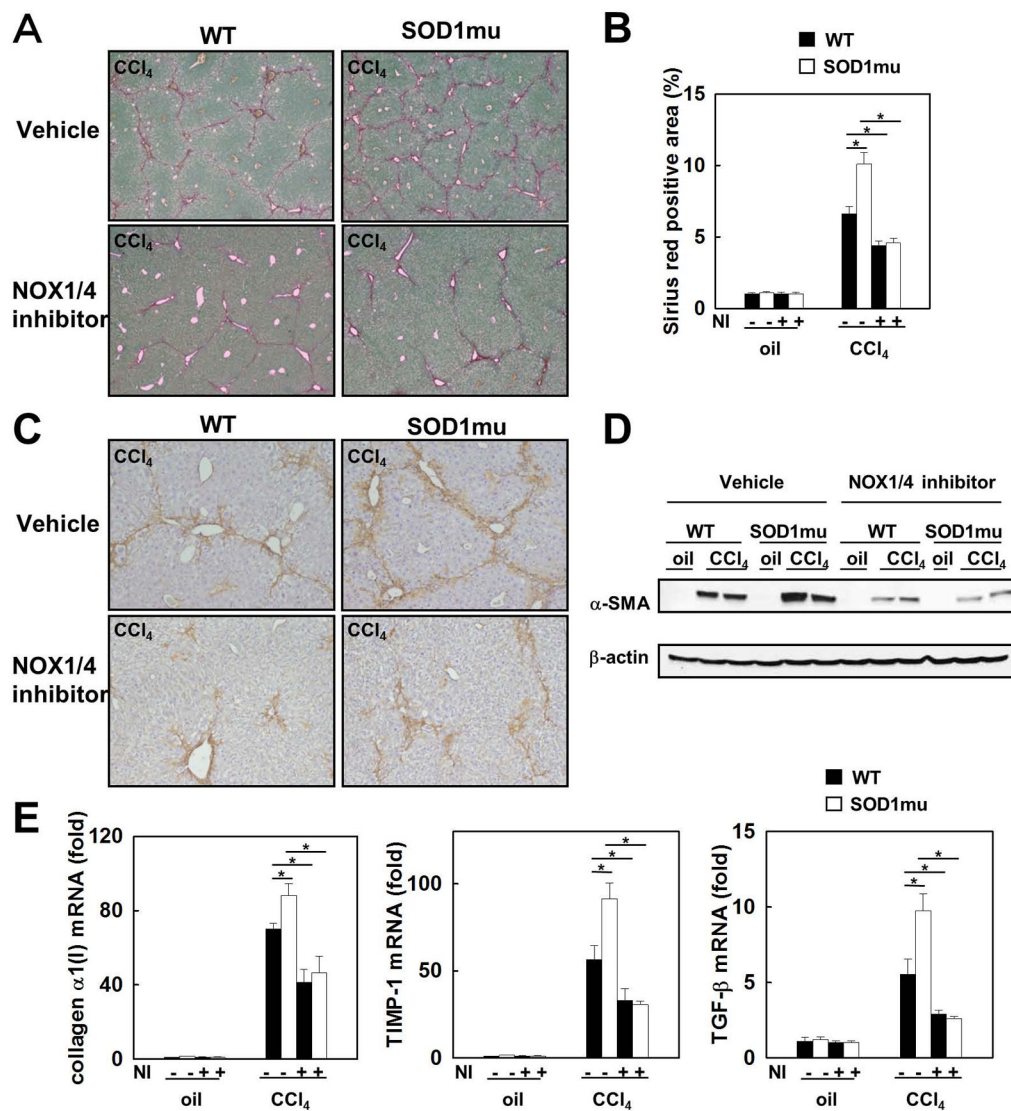 A
WT SOD1mu
Vehicle
CCl₄ CCl₄
NOX1/4
inhibitor
CCl₄ CCl₄
B
WT
SOD1mu
Sirius red positive area (%)
15
10
5
0
NI - - + + - - + +
oil CCl₄
* * *
C
WT SOD1mu
Vehicle
CCl₄ CCl₄
NOX1/4
inhibitor
CCl₄ CCl₄
D
Vehicle NOX1/4 inhibitor
WT SOD1mu WT SOD1mu
oil CCl₄ oil CCl₄ oil CCl₄ oil CCl₄
α-SMA
β-actin
E
WT
SOD1mu
collagen α1(I) mRNA (fold)
120
80
40
0
* * *
NI - - + + - - + +
oil CCl₄
TIMP-1 mRNA (fold)
100
50
0
* * *
NI - - + + - - + +
oil CCl₄
TGF-β mRNA (fold)
15
10
5
0
* * *
NI - - + + - - + +
oil CCl₄